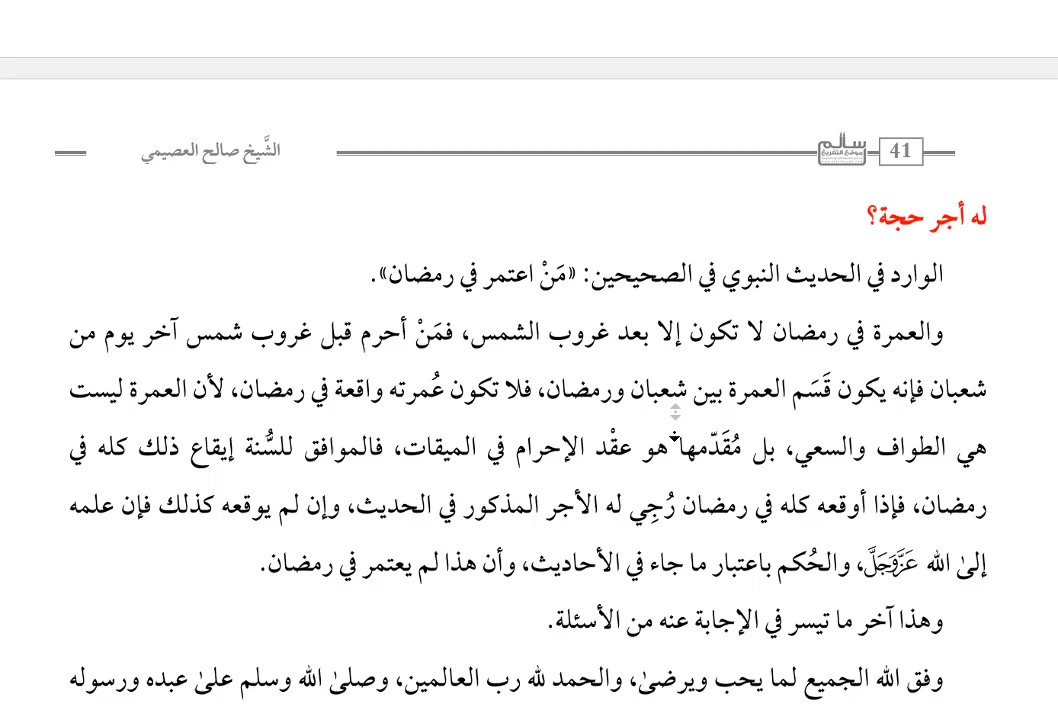 41
سالم
موقع التفريغ
الشَّيخ صالح العصيمي
له أجر حجة؟
الوارد في الحديث النبوي في الصحيحين: «مَنْ اعتمر في رمضان».
والعمرة في رمضان لا تكون إلا بعد غروب الشمس، فمَنْ أحرم قبل غروب شمس آخر يوم من
شعبان فإنه يكون قَسَم العمرة بين شعبان ورمضان، فلا تكون عُمرته واقعة في رمضان، لأن العمرة ليست
هي الطواف والسعي، بل مُقَدّمها هو عقْد الإحرام في الميقات، فالموافق للسُّنة إيقاع ذلك كله في
رمضان، فإذا أوقعه كله في رمضان رُجِي له الأجر المذكور في الحديث، وإن لم يوقعه كذلك فإن علمه
إلىٰ الله عَزَّوَجَلَّ، والحُكم باعتبار ما جاء في الأحاديث، وأن هذا لم يعتمر في رمضان.
وهذا آخر ما تيسر في الإجابة عنه من الأسئلة.
وفق الله الجميع لما يحب ويرضىٰ، والحمد لله رب العالمين، وصلىٰ الله وسلم علىٰ عبده ورسوله